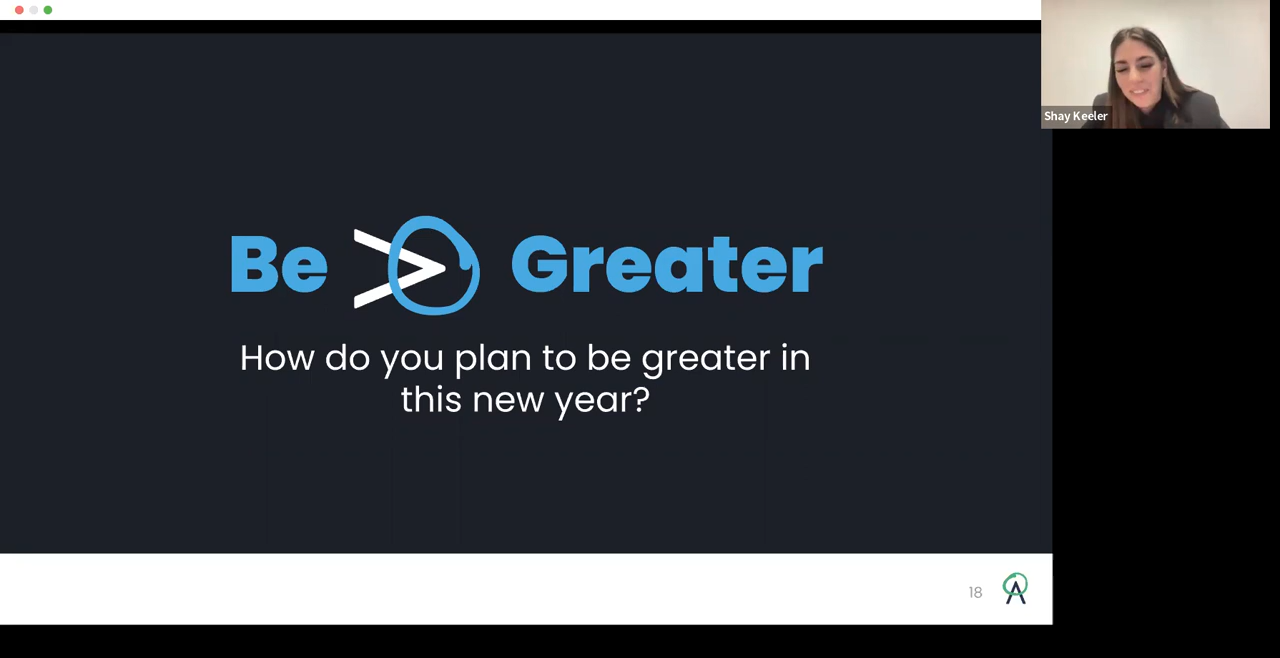 Shay Keeler
Be > Greater
How do you plan to be greater in
this new year?
18